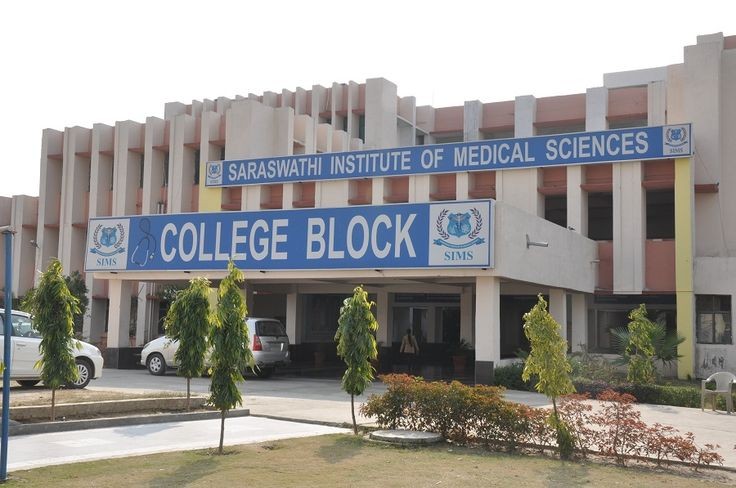 SARASWATHI INSTITUTE OF MEDICAL SCIENCES
COLLEGE BLOCK
SIMS
SIMS